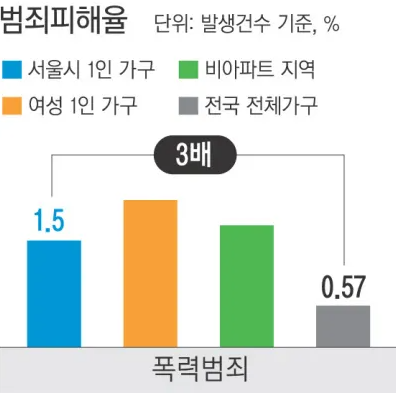 범죄피해율 단위: 발생건수 기준, %
서울시 1인 가구 비아파트 지역
여성 1인 가구 전국 전체가구
3배
1.5
0.57
폭력범죄